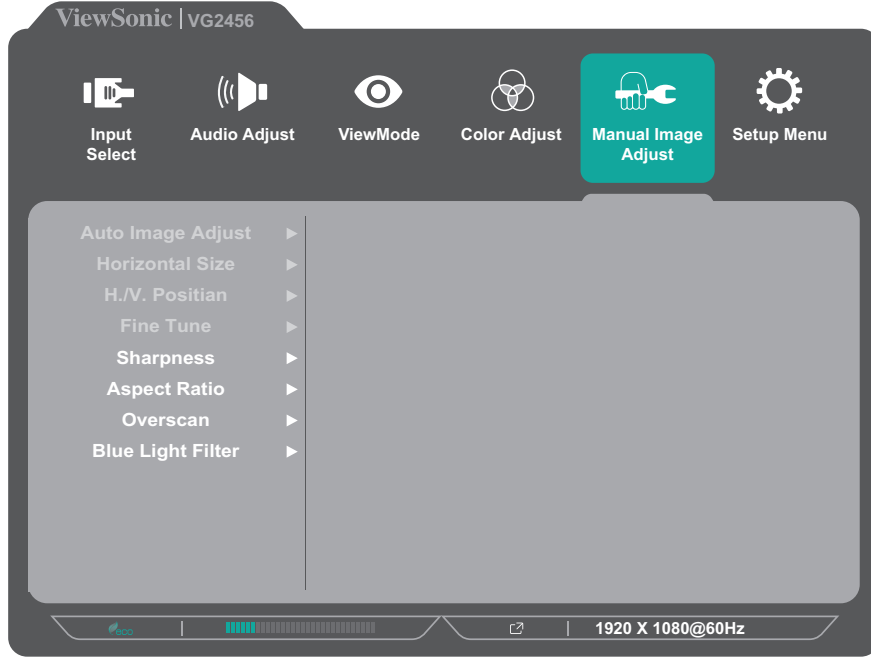 ViewSonic | VG2456
Input
Select
Audio Adjust
ViewMode
Color Adjust
Manual Image
Adjust
Setup Menu
Auto Image Adjust
Horizontal Size
H./V. Positian
Fine Tune
Sharpness
Aspect Ratio
Overscan
Blue Light Filter
eco
1920 X 1080@60Hz